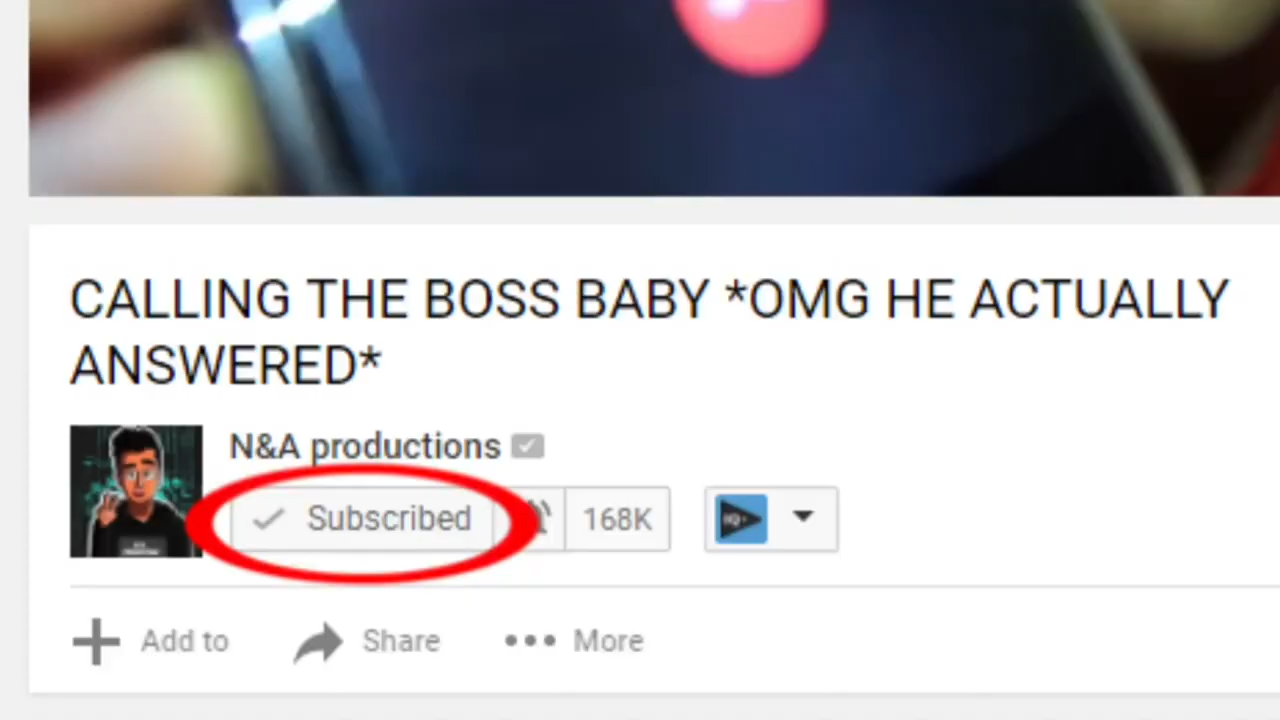 CALLING THE BOSS BABY *OMG HE ACTUALLY
ANSWERED*
N&A productions
Subscribed
168K
Add to
Share
More